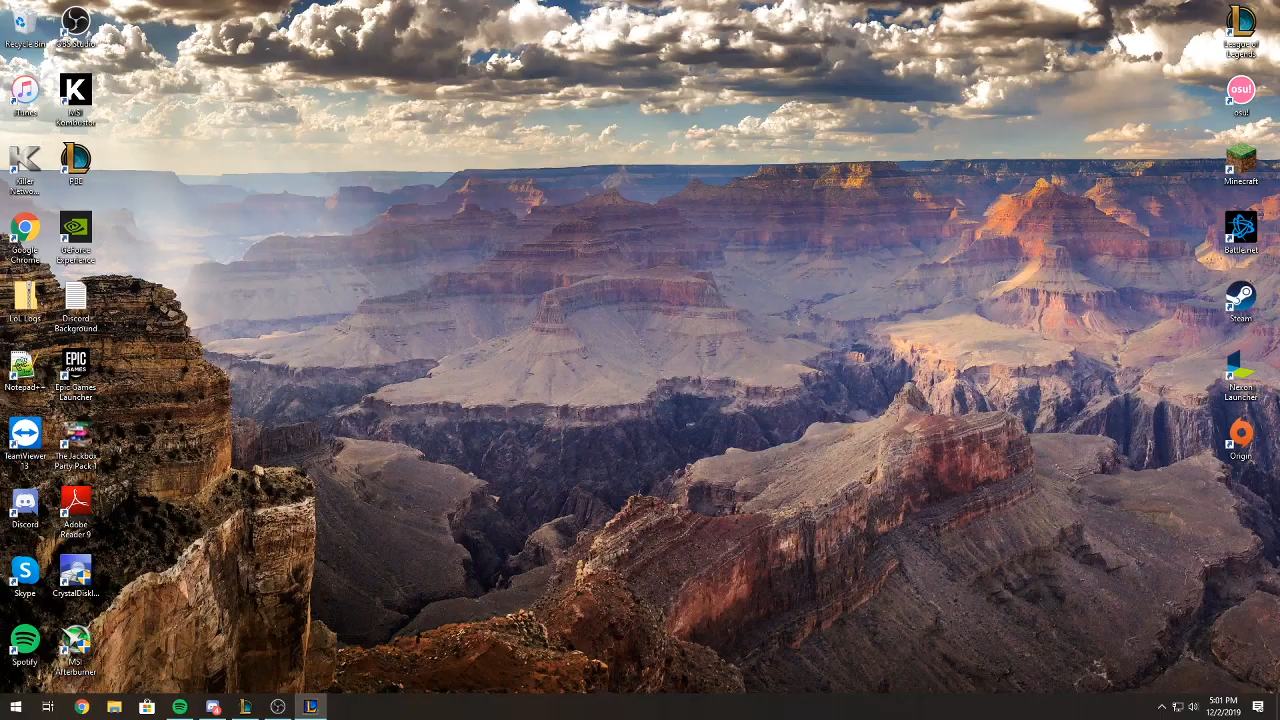 Recycle Bin
OBS Studio
iTunes
K
MSI
Kombustor
Killer
Netwo...
PBE
Google
Chrome
GeForce
Experience
LoL Logs
Discord
Background
Notepad++
EPIC
GAMES
Epic Games
Launcher
TeamViewer
13
The Jackbox
Party Pack 1
Discord
Adobe
Reader 9
S
Skype
CrystalDiskI...
Spotify
MSI
Afterburner
League of
Legends
osu!
osu!
Minecraft
Battle.net
Steam
Nexon
Launcher
Origin
5:01 PM
12/2/2019